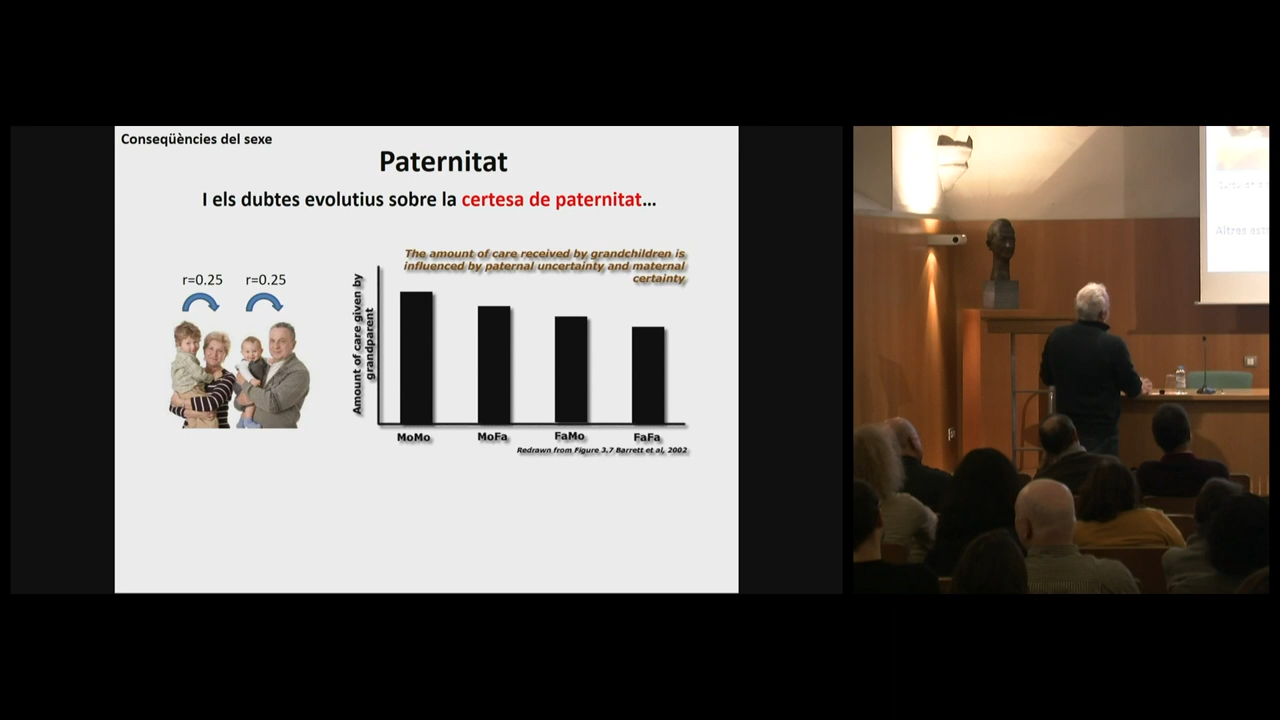 Conseqüències del sexe
Paternitat
I els dubtes evolutius sobre la certesa de paternitat...
r=0.25 r=0.25
The amount of care received by grandchildren is
influenced by paternal uncertainty and maternal
certainty
Amount of care given by
grandparent
MoMo MoFa FaMo FaFa
Redrawn from Figure 3.7 Barrett et al, 2002
Altres